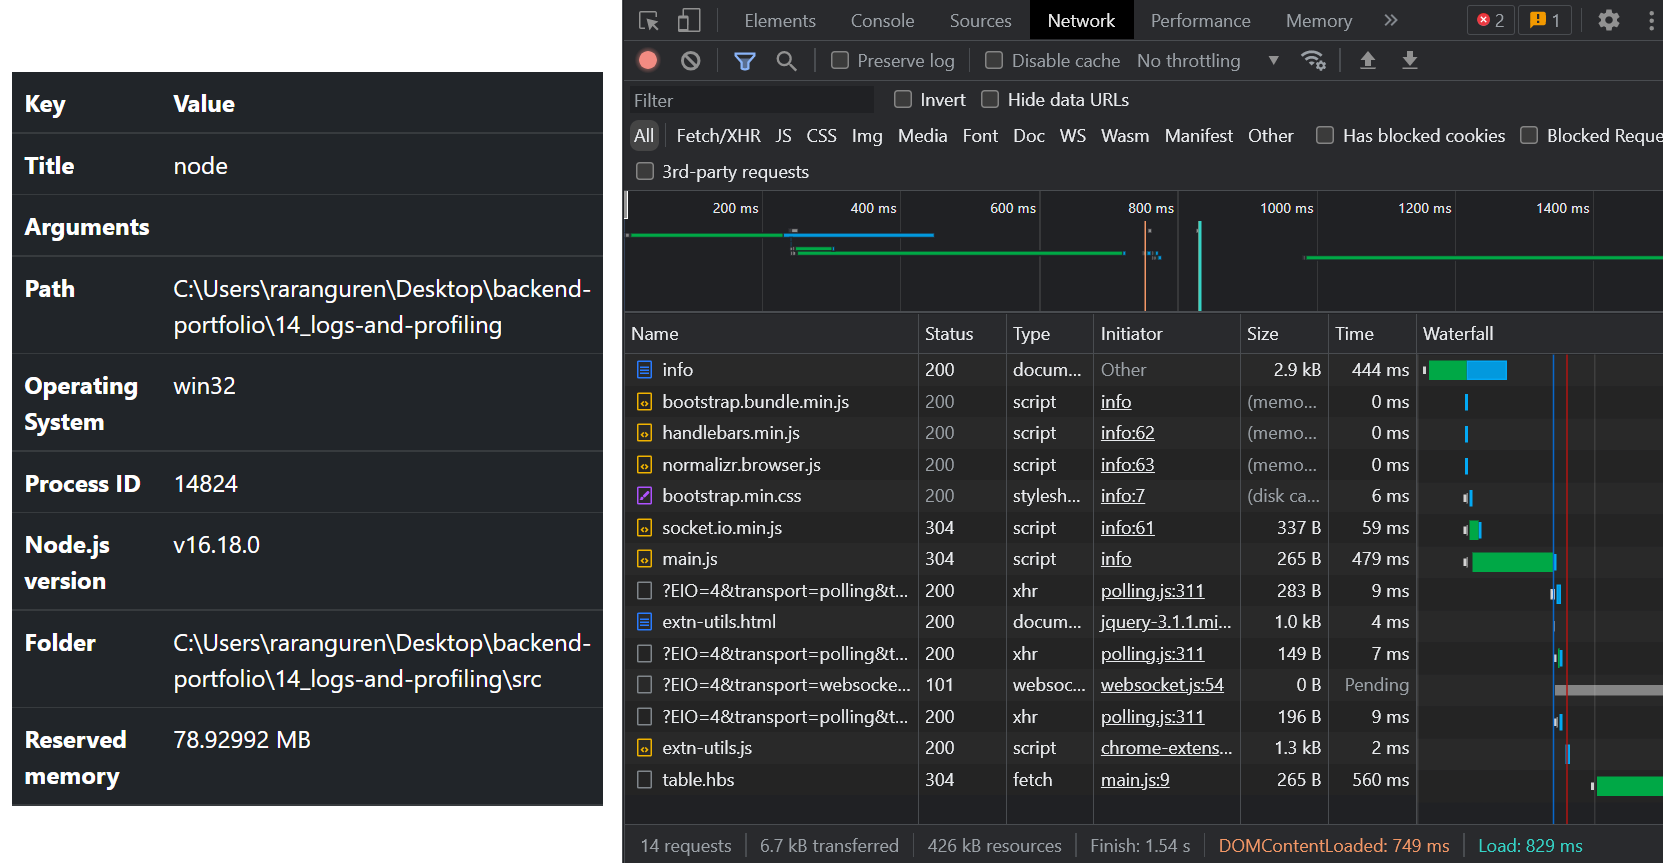 Key Value
Title node
Arguments
Path C:\Users\raranguren\Desktop\backend-
portfolio\14_logs-and-profiling
Operating win32
System
Process ID 14824
Node.js v16.18.0
version
Folder C:\Users\raranguren\Desktop\backend-
portfolio\14_logs-and-profiling\src
Reserved 78.92992 MB
memory
Elements Console Sources Network Performance Memory » 2 1
Preserve log Disable cache No throttling
Filter Invert Hide data URLs
All Fetch/XHR JS CSS Img Media Font Doc WS Wasm Manifest Other Has blocked cookies Blocked Reque
3rd-party requests
200 ms 400 ms 600 ms 800 ms 1000 ms 1200 ms 1400 ms
Name Status Type Initiator Size Time Waterfall
info 200 docum... Other 2.9 kB 444 ms
bootstrap.bundle.min.js 200 script info (memo... 0 ms
handlebars.min.js 200 script info:62 (memo... 0 ms
normalizr.browser.js 200 script info:63 (memo... 0 ms
bootstrap.min.css 200 stylesh... info:7 (disk ca... 6 ms
socket.io.min.js 304 script info:61 337 B 59 ms
main.js 304 script info 265 B 479 ms
?EIO=4&transport=polling&t... 200 xhr polling.js:311 283 B 9 ms
extn-utils.html 200 docum... jquery-3.1.1.mi... 1.0 kB 4 ms
?EIO=4&transport=polling&t... 200 xhr polling.js:311 149 B 7 ms
?EIO=4&transport=websocke... 101 websoc... websocket.js:54 0 B Pending
?EIO=4&transport=polling&t... 200 xhr polling.js:311 196 B 9 ms
extn-utils.js 200 script chrome-extens... 1.3 kB 2 ms
table.hbs 304 fetch main.js:9 265 B 560 ms
14 requests 6.7 kB transferred 426 kB resources Finish: 1.54 s DOMContentLoaded: 749 ms Load: 829 ms